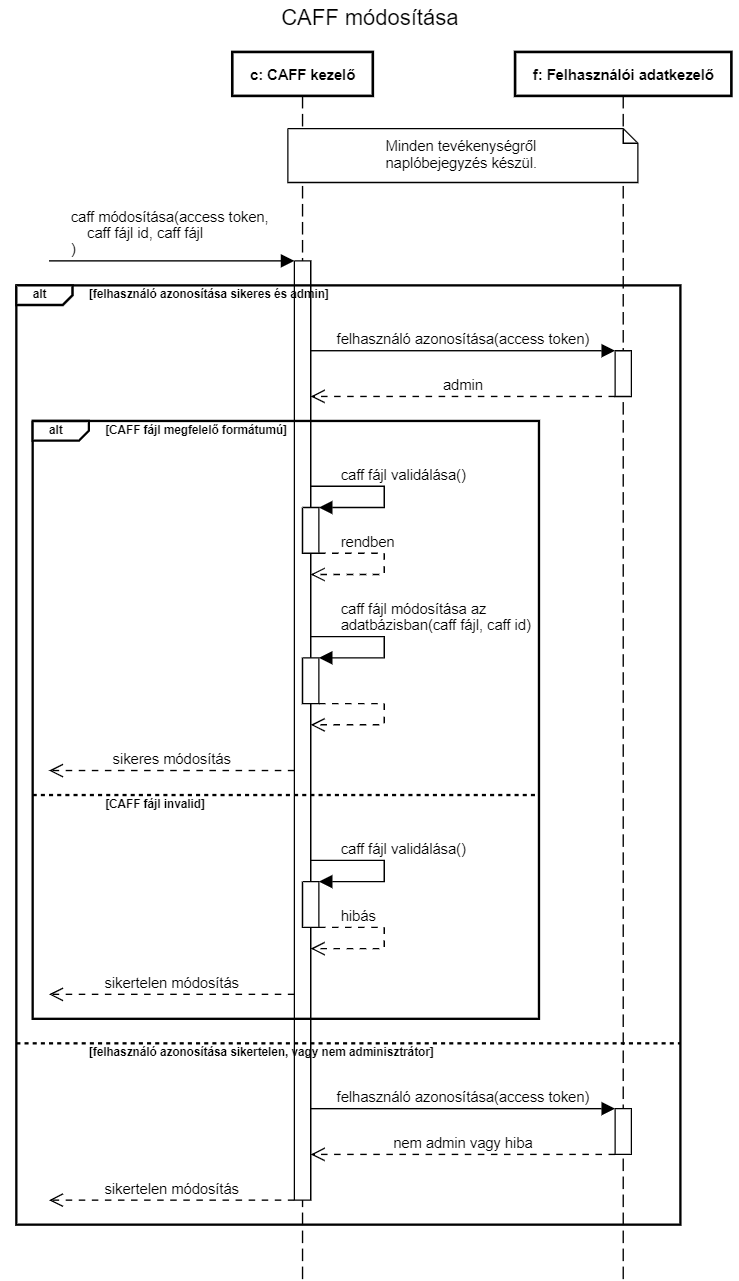 CAFF módosítása
c: CAFF kezelő
f: Felhasználói adatkezelő
Minden tevékenységről
naplóbejegyzés készül.
caff módosítása(access token,
caff fájl id, caff fájl
)
alt
[felhasználó azonosítása sikeres és admin]
felhasználó azonosítása(access token)
admin
alt
[CAFF fájl megfelelő formátumú]
caff fájl validálása()
rendben
caff fájl módosítása az
adatbázisban(caff fájl, caff id)
sikeres módosítás
[CAFF fájl invalid]
caff fájl validálása()
hibás
sikertelen módosítás
[felhasználó azonosítása sikertelen, vagy nem adminisztrátor]
felhasználó azonosítása(access token)
nem admin vagy hiba
sikertelen módosítás